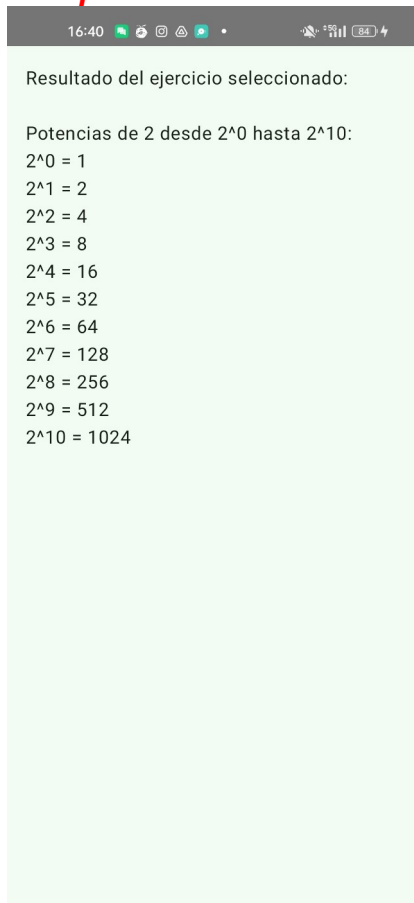 16:40 84
Resultado del ejercicio seleccionado:
Potencias de 2 desde 2^0 hasta 2^10:
2^0 = 1
2^1 = 2
2^2 = 4
2^3 = 8
2^4 = 16
2^5 = 32
2^6 = 64
2^7 = 128
2^8 = 256
2^9 = 512
2^10 = 1024